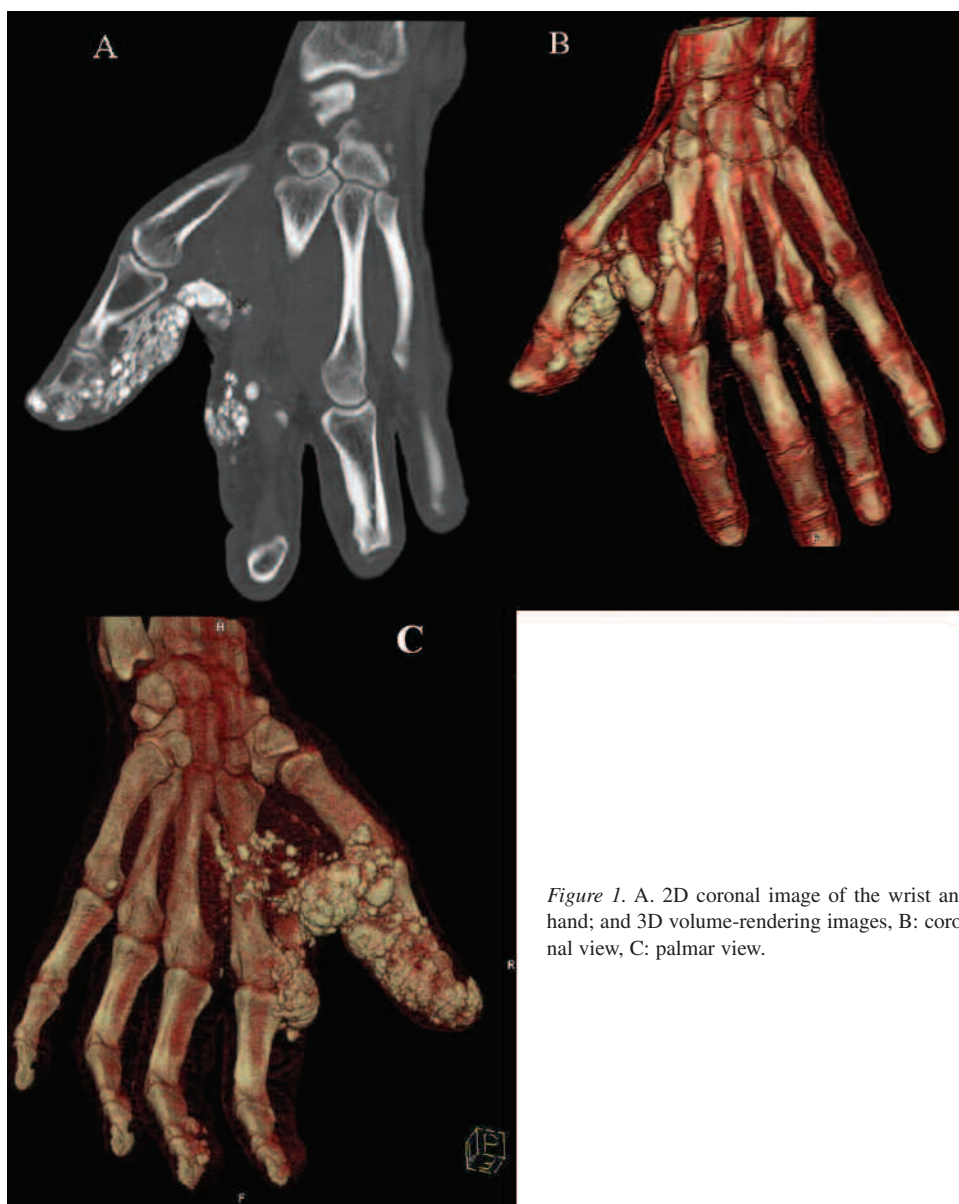 A
B
H
C
R
F
P
F
Figure 1. A. 2D coronal image of the wrist an
hand; and 3D volume-rendering images, B: coro
nal view, C: palmar view.